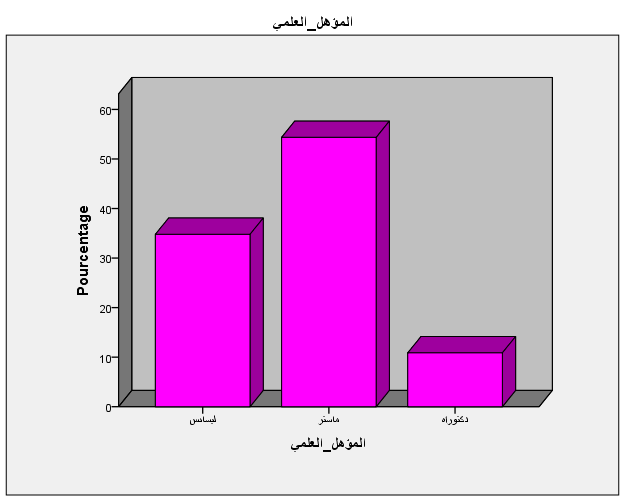 المؤهل_العلمي
60
50
40
30
20
10
0
Pourcentage
ليسانس
ماستر
دكتوراه
المؤهل_العلمي